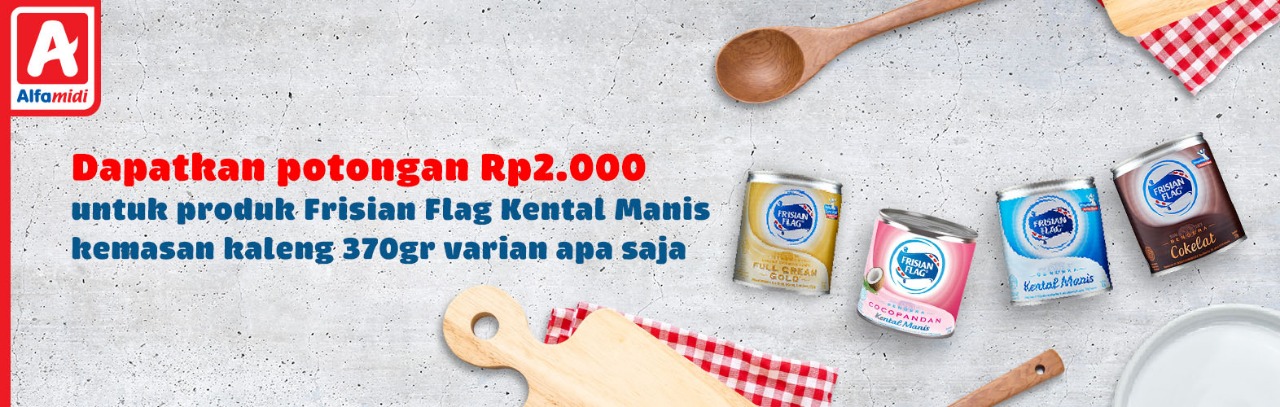 Alfamidi
Dapatkan potongan Rp2.000
untuk produk Frisian Flag Kental Manis
kemasan kaleng 370gr varian apa saja
FRISIAN
FLAG
FULL CREAM
GOLD
FRISIAN
FLAG
COCOPANDAN
Kental Manis
FRISIAN
FLAG
Kental Manis
FRISIAN
FLAG
Cokelat